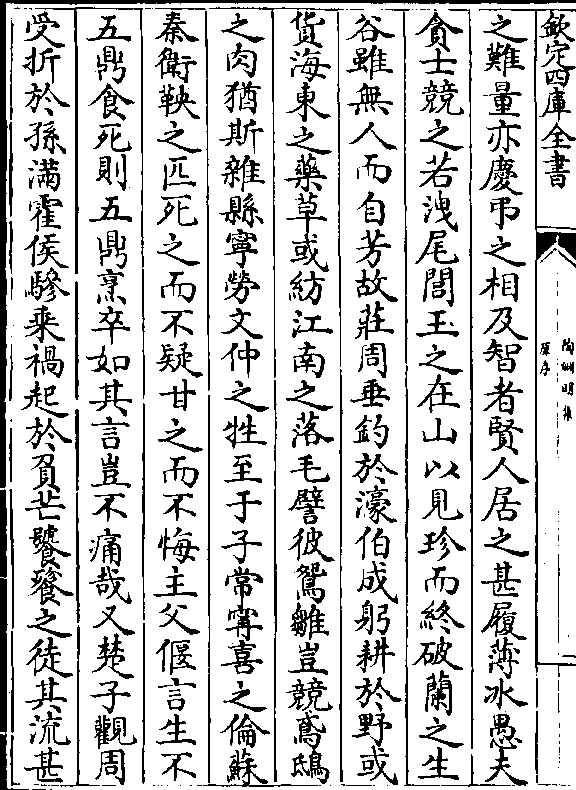 欽定四庫全書
陶淵明集
原序
之難量亦慶弔之相及智者賢人居之甚履薄冰愚夫
貪士競之若洩尾閭玉之在山以見珍而終破蘭之生
谷雖無人而自芳故莊周垂釣於濠伯成躬耕於野或
貨海東之藥草或紡江南之落毛譬彼鴛雛豈競鳶鴟
之肉猶斯雜縣寧勞文仲之牲至于子常寧喜之倫蘇
秦衛鞅之匹死之而不疑甘之而不悔主父偃言生不
五鼎食死則五鼎烹卒如其言豈不痛哉又楚子觀周
受折於孫滿霍侯驂乗禍起於負芒饕餮之徒其流甚